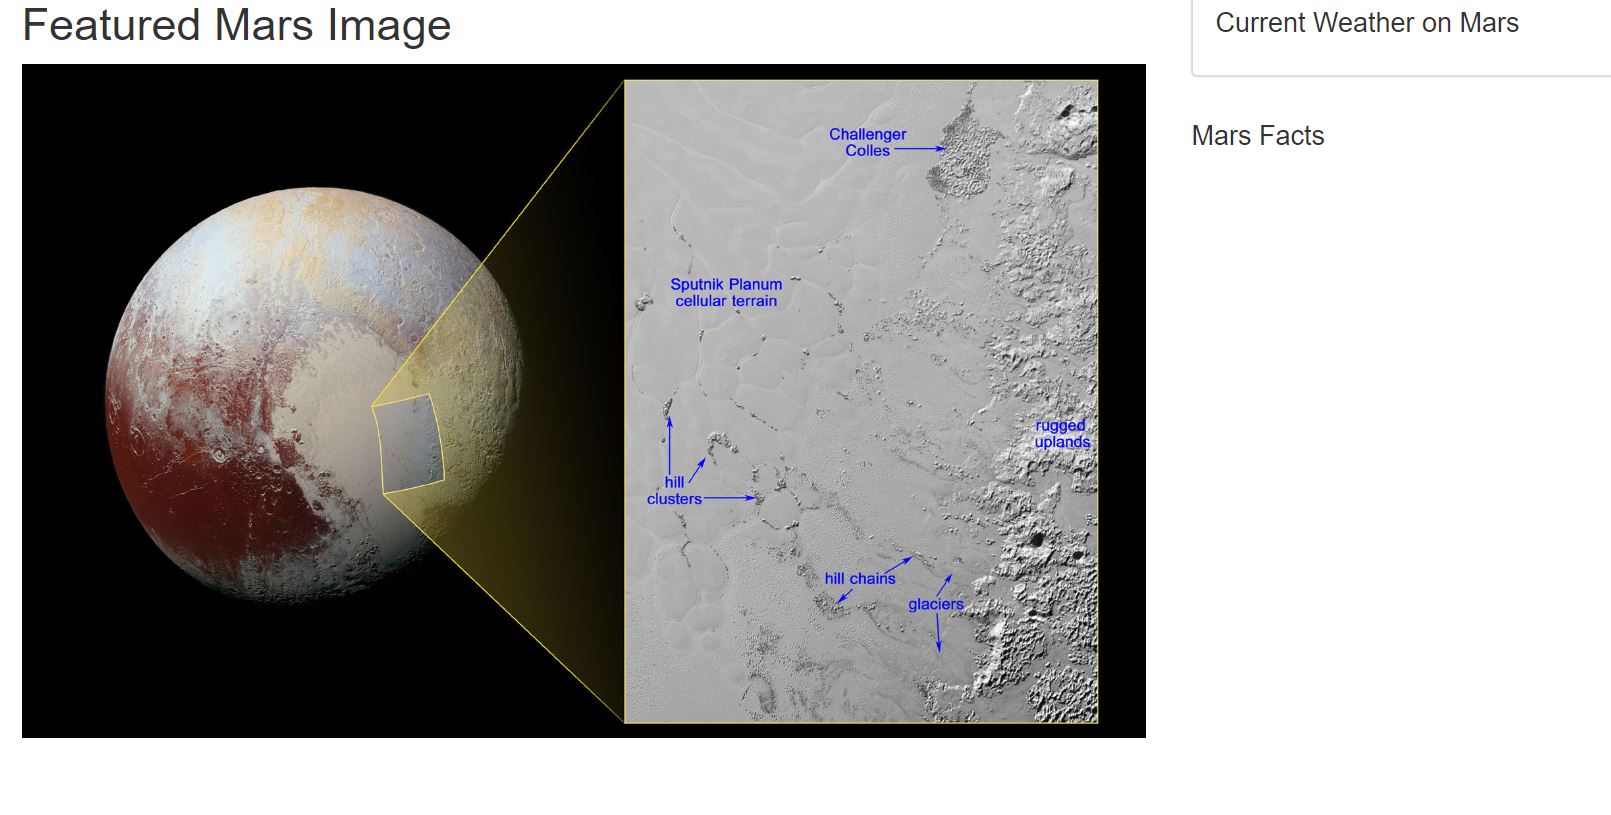 Featured Mars Image
Current Weather on Mars
Mars Facts
Challenger
Colles
Sputnik Planum
cellular terrain
rugged
uplands
hill
clusters
hill chains
glaciers